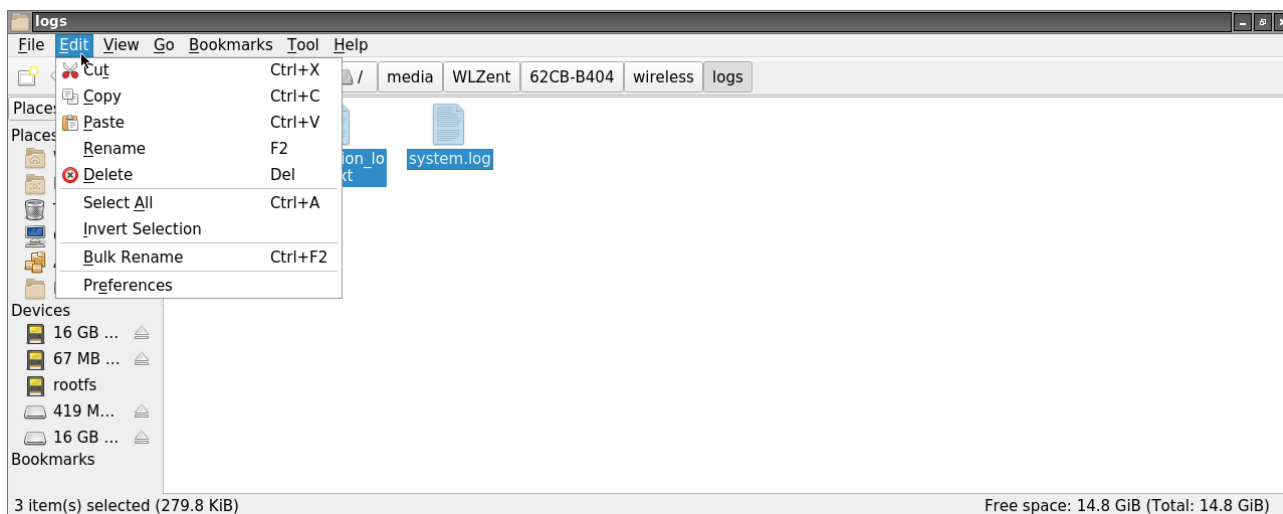 logs
File Edit View Go Bookmarks Tool Help
/ media WLZent 62CB-B404 wireless logs
Cut Ctrl+X
Copy Ctrl+C
Paste Ctrl+V
Rename F2
Delete Del
Select All Ctrl+A
Invert Selection
Bulk Rename Ctrl+F2
Preferences
Places
Places
Devices
16 GB ...
67 MB ...
rootfs
419 M...
16 GB ...
Bookmarks
ion_lo
xt
system.log
3 item(s) selected (279.8 KiB)
Free space: 14.8 GiB (Total: 14.8 GiB)